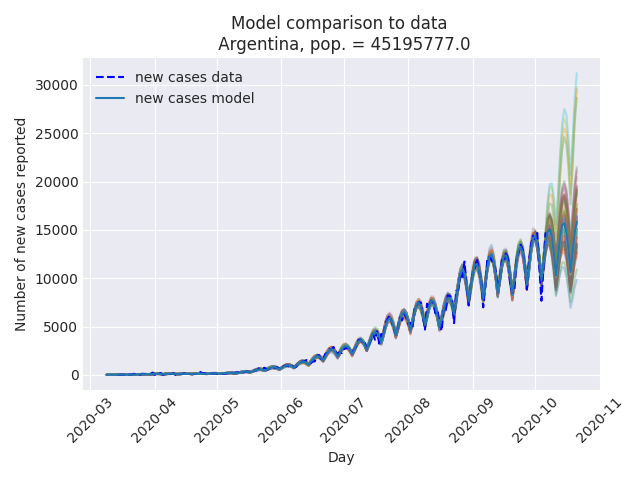 Model comparison to data
Argentina, pop. = 45195777.0
new cases data
new cases model
30000
25000
20000
15000
10000
5000
0
Number of new cases reported
2020-03
2020-04
2020-05
2020-06
2020-07
2020-08
2020-09
2020-10
2020-11
Day